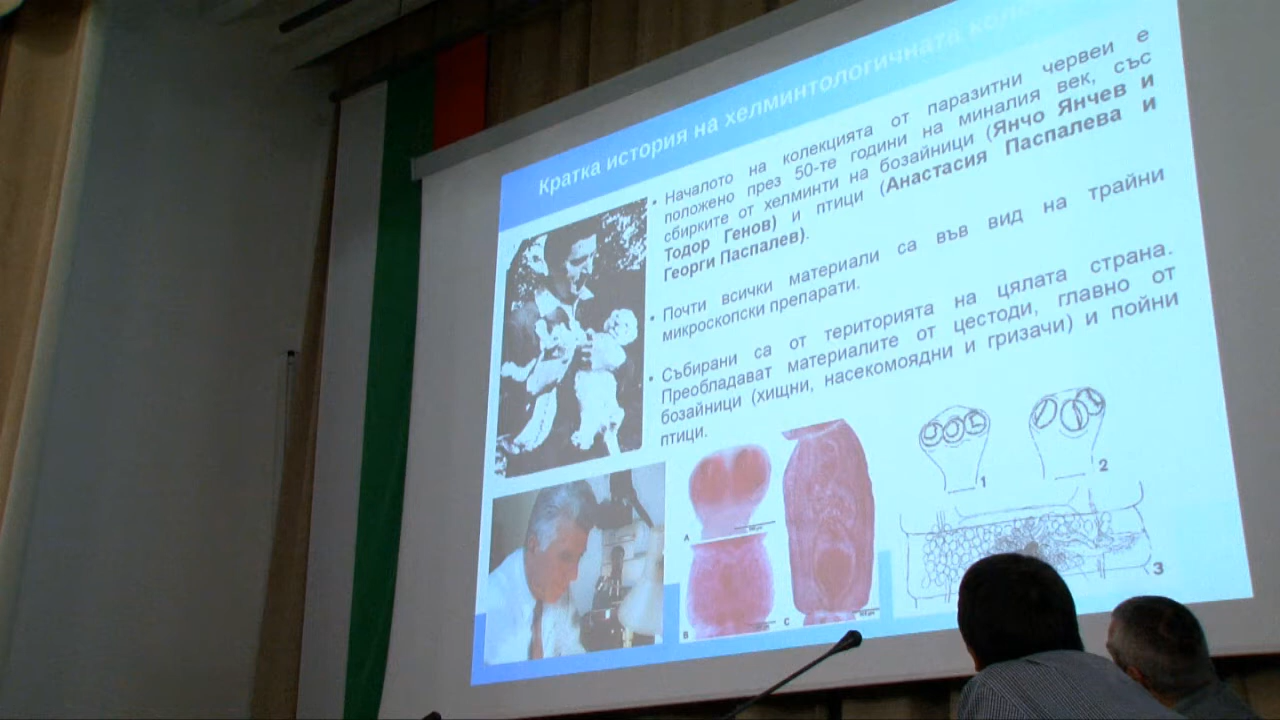 Кратка история на хелминтологичната
• Началото на колекцията от паразитни червеи е
положено през 50-те години на миналия век, със
сбирките от хелминти на бозайници (Янчо Янчев и
Тодор Генов) и птици (Анастасия Паспалева и
Георги Паспалев).
• Почти всички материали са във вид на трайни
микроскопски препарати.
• Събирани са от територията на цялата страна.
Преобладават материалите от цестоди, главно от
бозайници (хищни, насекомоядни и гризачи) и пойни
птици.
A
B
C
1
2
3